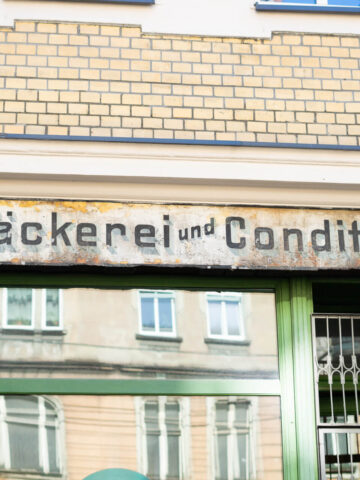 äckerei und Condit